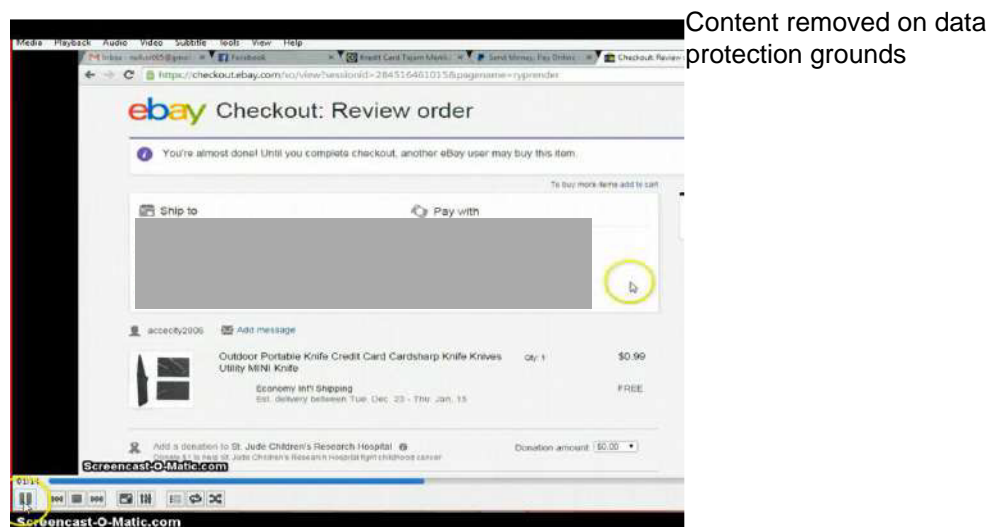 Content removed on data
protection grounds
Media Playback Audio Video Subtitle Tools View Help
Facebook
Checkout: Review
https://checkout.ebay.com/
ebay Checkout: Review order
You're almost done! Until you complete checkout, another eBay user may buy this item.
To buy more items add to cart
Ship to
Pay with
accecity2006 Add message
Outdoor Portable Knife Credit Card Cardsharp Knife Knives Qty: 1 $0.99
Utility MINI Knife
Economy Int'l Shipping FREE
Est. delivery between Tue. Dec. 23 - Thu. Jan. 15
Add a donation to St. Jude Children's Research Hospital Donation amount: $0.00
Screencast-O-Matic.com
Screencast-O-Matic.com